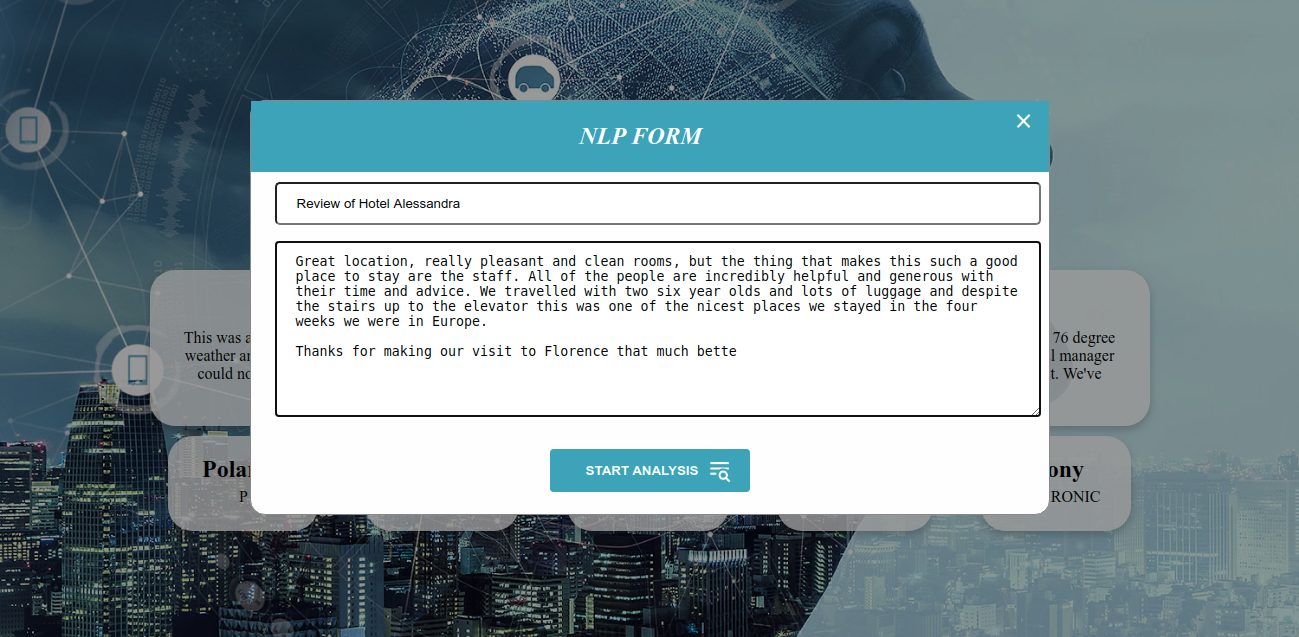 NLP FORM
Review of Hotel Alessandra
Great location, really pleasant and clean rooms, but the thing that makes this such a good
place to stay are the staff. All of the people are incredibly helpful and generous with
their time and advice. We travelled with two six year olds and lots of luggage and despite
the stairs up to the elevator this was one of the nicest places we stayed in the four
weeks we were in Europe.
Thanks for making our visit to Florence that much bette
START ANALYSIS
This was a
76 degree
weather ar
l manager
could no
t. We've
Polar
ony
P
RONIC